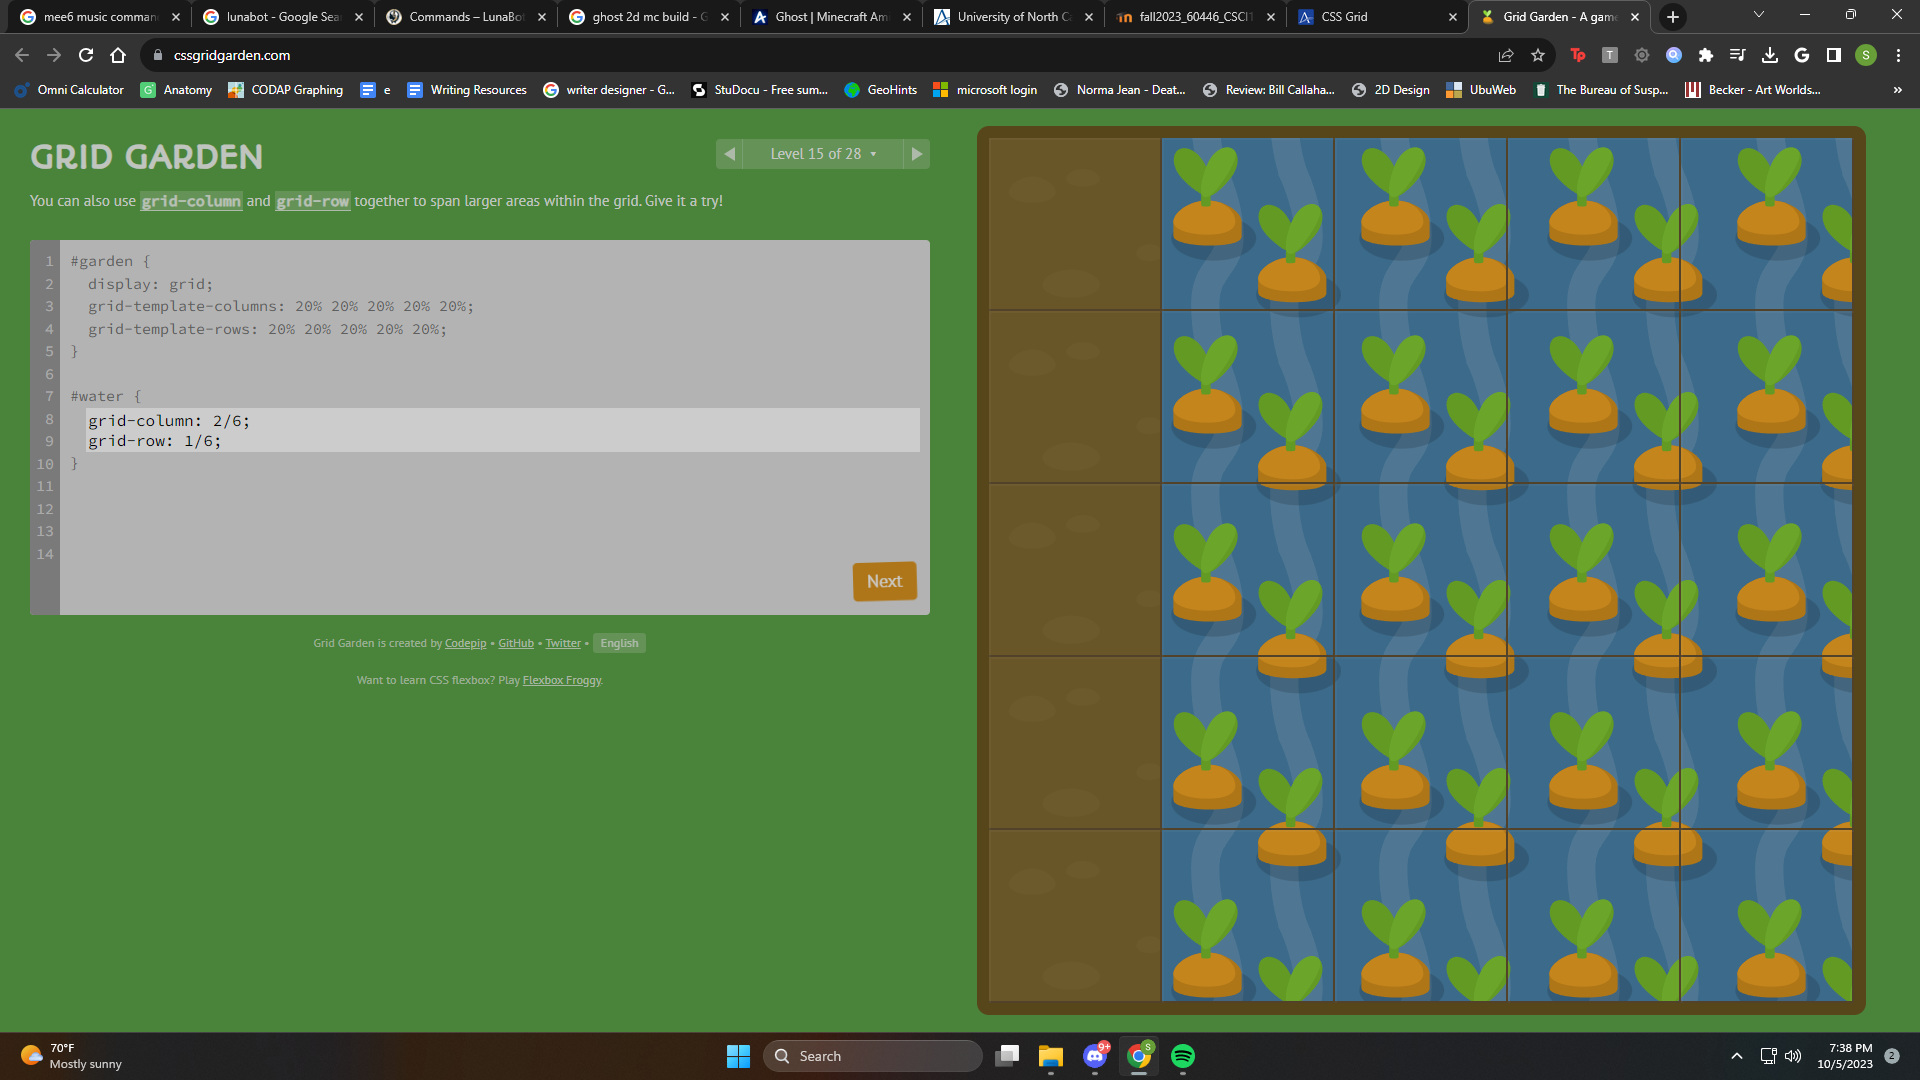 mee6 music comman
lunabot - Google Sea
Commands – LunaBot
ghost 2d mc build - G
Ghost | Minecraft Am
University of North C
fall2023_60446_CSCI1
CSS Grid
Grid Garden - A game
cssgridgarden.com
Omni Calculator
Anatomy
CODAP Graphing
e
Writing Resources
writer designer - G...
StuDocu - Free sum...
GeoHints
microsoft login
Norma Jean - Deat...
Review: Bill Callaha...
2D Design
UbuWeb
The Bureau of Susp...
Becker - Art Worlds...
»
GRID GARDEN
Level 15 of 28
You can also use grid-column and grid-row together to span larger areas within the grid. Give it a try!
1 #garden {
2 display: grid;
3 grid-template-columns: 20% 20% 20% 20% 20%;
4 grid-template-rows: 20% 20% 20% 20% 20%;
5 }
6
7 #water {
8 grid-column: 2/6;
9 grid-row: 1/6;
10 }
11
12
13
14
Next
Grid Garden is created by Codepip • GitHub • Twitter • English
Want to learn CSS flexbox? Play Flexbox Froggy.
70°F
Mostly sunny
Search
9+
S
7:38 PM
10/5/2023
2